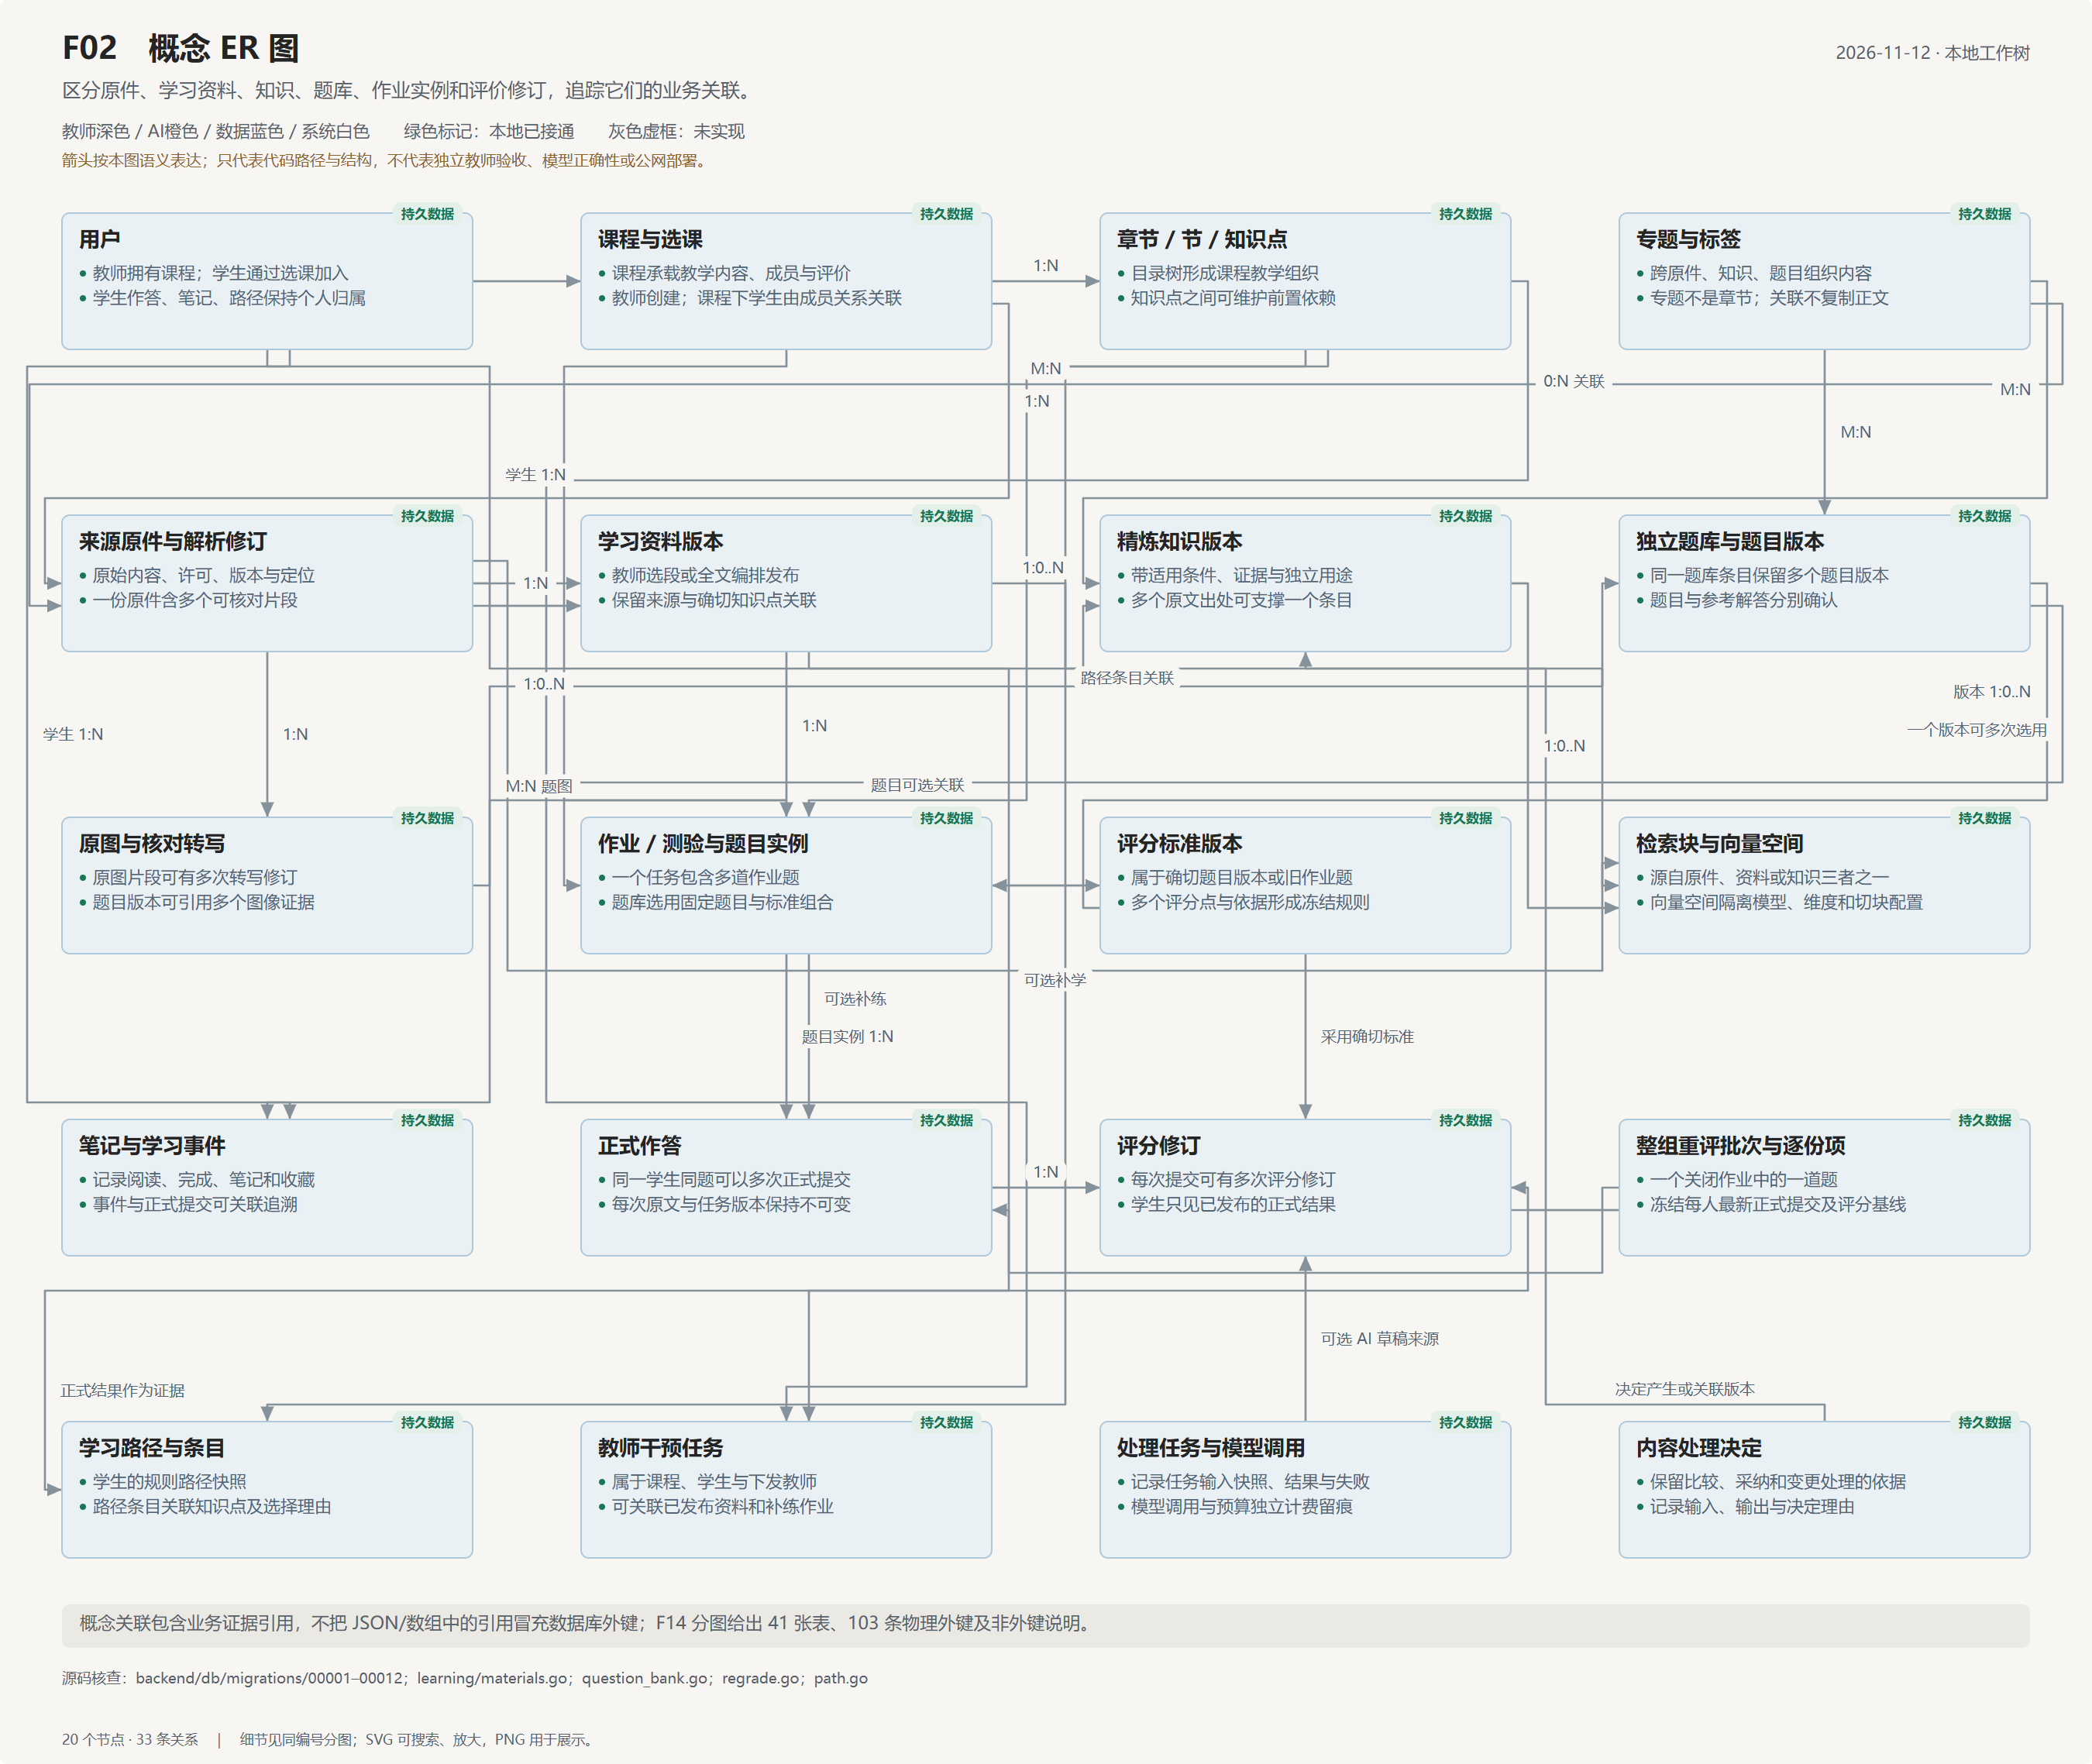 F02 概念 ER 图
2026-11-12 · 本地工作树
区分原件、学习资料、知识、题库、作业实例和评价修订，追踪它们的业务关联。
教师深色 / AI橙色 / 数据蓝色 / 系统白色 绿色标记：本地已接通 灰色虚框：未实现
箭头按本图语义表达；只代表代码路径与结构，不代表独立教师验收、模型正确性或公网部署。
持久数据
用户
教师拥有课程；学生通过选课加入
学生作答、笔记、路径保持个人归属
持久数据
课程与选课
课程承载教学内容、成员与评价
教师创建；课程下学生由成员关系关联
1:N
持久数据
章节 / 节 / 知识点
目录树形成课程教学组织
知识点之间可维护前置依赖
持久数据
专题与标签
跨原件、知识、题目组织内容
专题不是章节；关联不复制正文
M:N
0:N 关联
M:N
1:N
M:N
学生 1:N
持久数据
来源原件与解析修订
原始内容、许可、版本与定位
一份原件含多个可核对片段
1:N
持久数据
学习资料版本
教师选段或全文编排发布
保留来源与确切知识点关联
1:0..N
持久数据
精炼知识版本
带适用条件、证据与独立用途
多个原文出处可支撑一个条目
持久数据
独立题库与题目版本
同一题库条目保留多个题目版本
题目与参考解答分别确认
1:0..N
路径条目关联
版本 1:0..N
学生 1:N
1:N
1:N
一个版本可多次选用
1:0..N
M:N 题图
题目可选关联
持久数据
原图与核对转写
原图片段可有多次转写修订
题目版本可引用多个图像证据
持久数据
作业 / 测验与题目实例
一个任务包含多道作业题
题库选用固定题目与标准组合
持久数据
评分标准版本
属于确切题目版本或旧作业题
多个评分点与依据形成冻结规则
持久数据
检索块与向量空间
源自原件、资料或知识三者之一
向量空间隔离模型、维度和切块配置
可选补学
可选补练
题目实例 1:N
采用确切标准
持久数据
笔记与学习事件
记录阅读、完成、笔记和收藏
事件与正式提交可关联追溯
持久数据
正式作答
同一学生同题可以多次正式提交
每次原文与任务版本保持不可变
1:N
持久数据
评分修订
每次提交可有多次评分修订
学生只见已发布的正式结果
持久数据
整组重评批次与逐份项
一个关闭作业中的一道题
冻结每人最新正式提交及评分基线
可选 AI 草稿来源
正式结果作为证据
决定产生或关联版本
持久数据
学习路径与条目
学生的规则路径快照
路径条目关联知识点及选择理由
持久数据
教师干预任务
属于课程、学生与下发教师
可关联已发布资料和补练作业
持久数据
处理任务与模型调用
记录任务输入快照、结果与失败
模型调用与预算独立计费留痕
持久数据
内容处理决定
保留比较、采纳和变更处理的依据
记录输入、输出与决定理由
概念关联包含业务证据引用，不把 JSON/数组中的引用冒充数据库外键；F14 分图给出 41 张表、103 条物理外键及非外键说明。
源码核查：backend/db/migrations/00001–00012；learning/materials.go；question_bank.go；regrade.go；path.go
20 个节点 · 33 条关系 | 细节见同编号分图；SVG 可搜索、放大，PNG 用于展示。